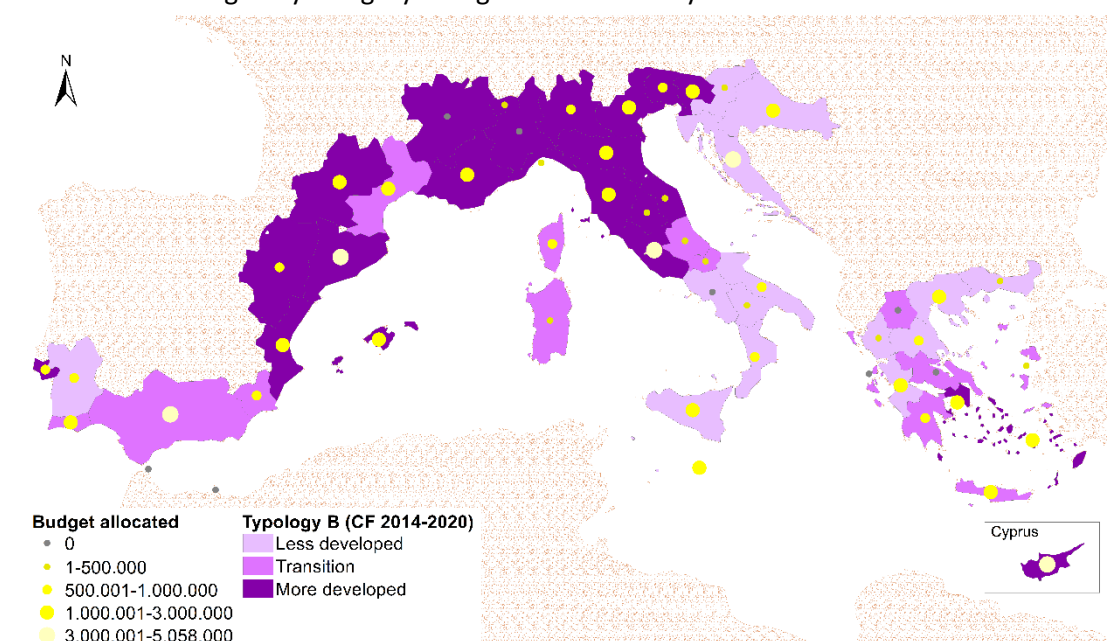 N
Budget allocated
0
1-500.000
500.001-1.000.000
1.000.001-3.000.000
3.000.001-5.058.000
Typology B (CF 2014-2020)
Less developed
Transition
More developed
Cyprus